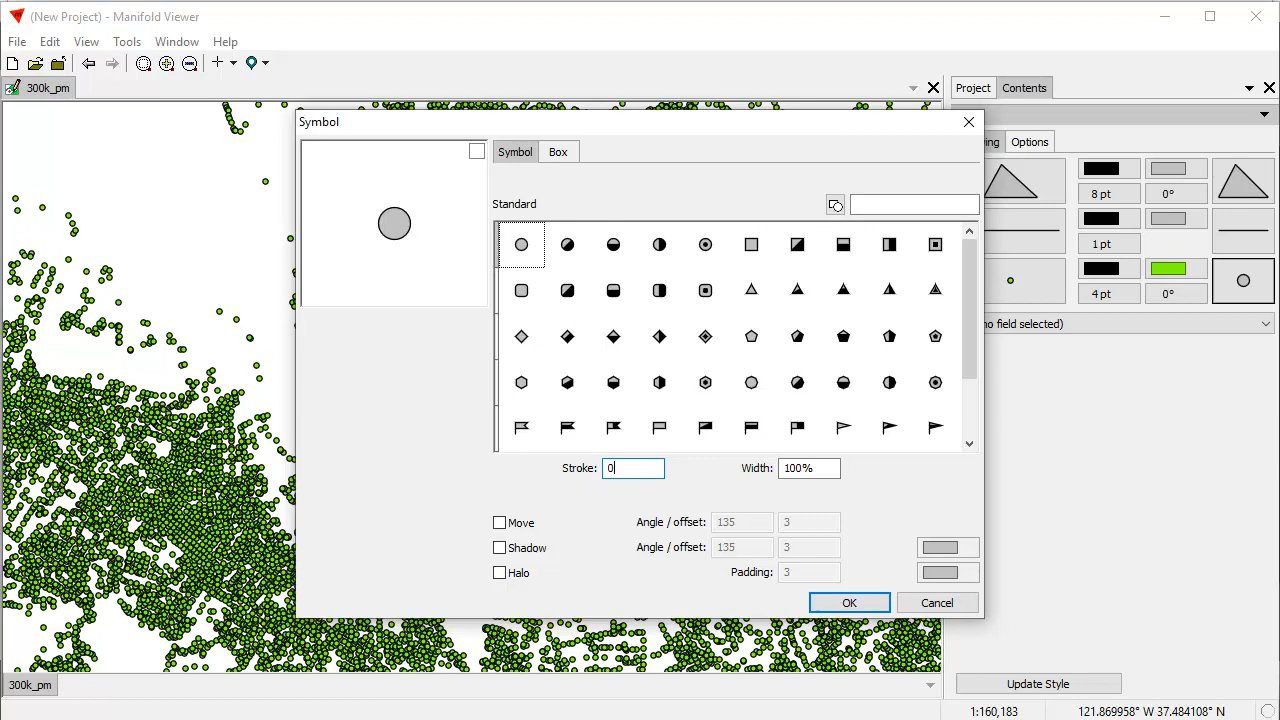 (New Project) - Manifold Viewer
File Edit View Tools Window Help
300k_pm
Project Contents
Symbol
Symbol Box
ing Options
Standard
8 pt 0°
1 pt
4 pt 0°
no field selected)
Stroke: 0 Width: 100%
Move Angle / offset: 135 3
Shadow Angle / offset: 135 3
Halo Padding: 3
OK Cancel
300k_pm
Update Style
1:160,183 121.869958° W 37.484108° N